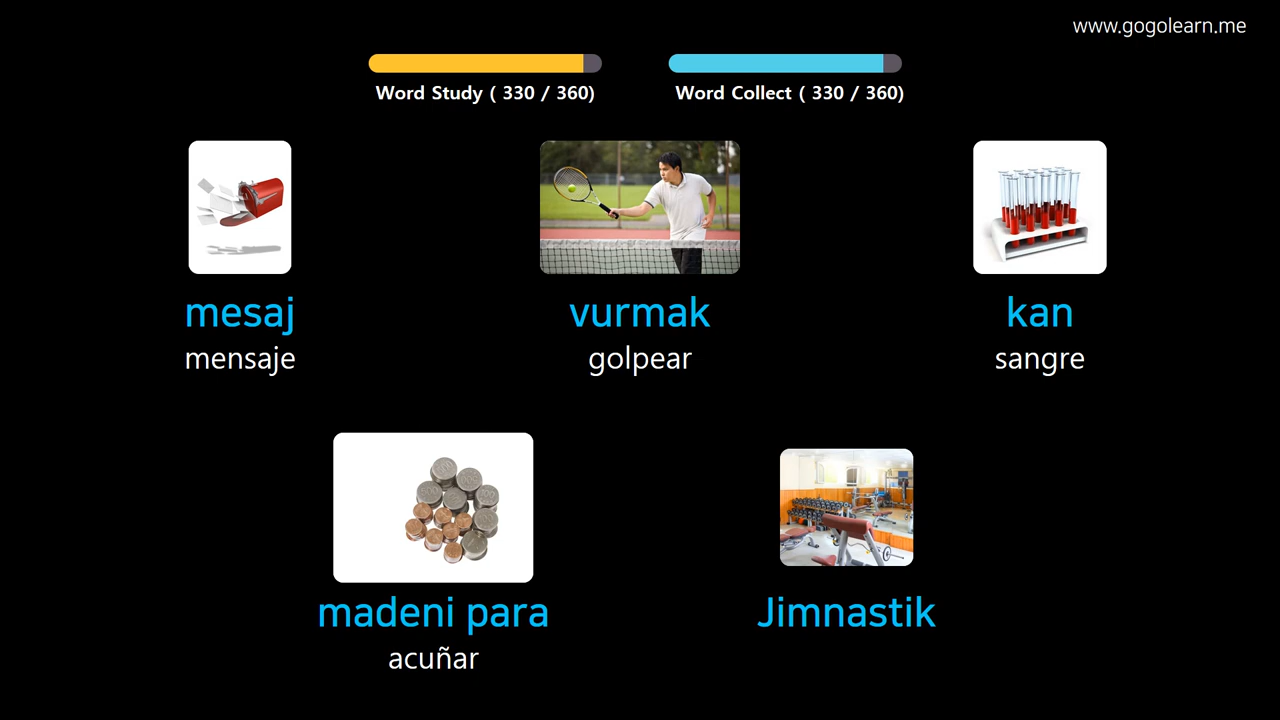 www.gogolearn.me
Word Study ( 330 / 360)
Word Collect ( 330 / 360)
mesaj
mensaje
vurmak
golpear
kan
sangre
madeni para
acuñar
Jimnastik